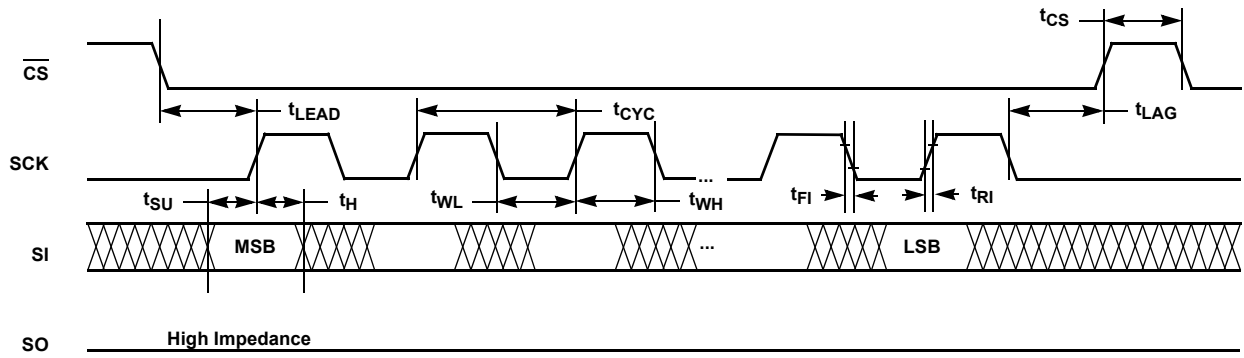 tCS
CS
tLEAD
tCYC
tLAG
SCK
...
tSU
tH
tWL
tWH
tFI
tRI
SI
MSB
...
LSB
SO
High Impedance